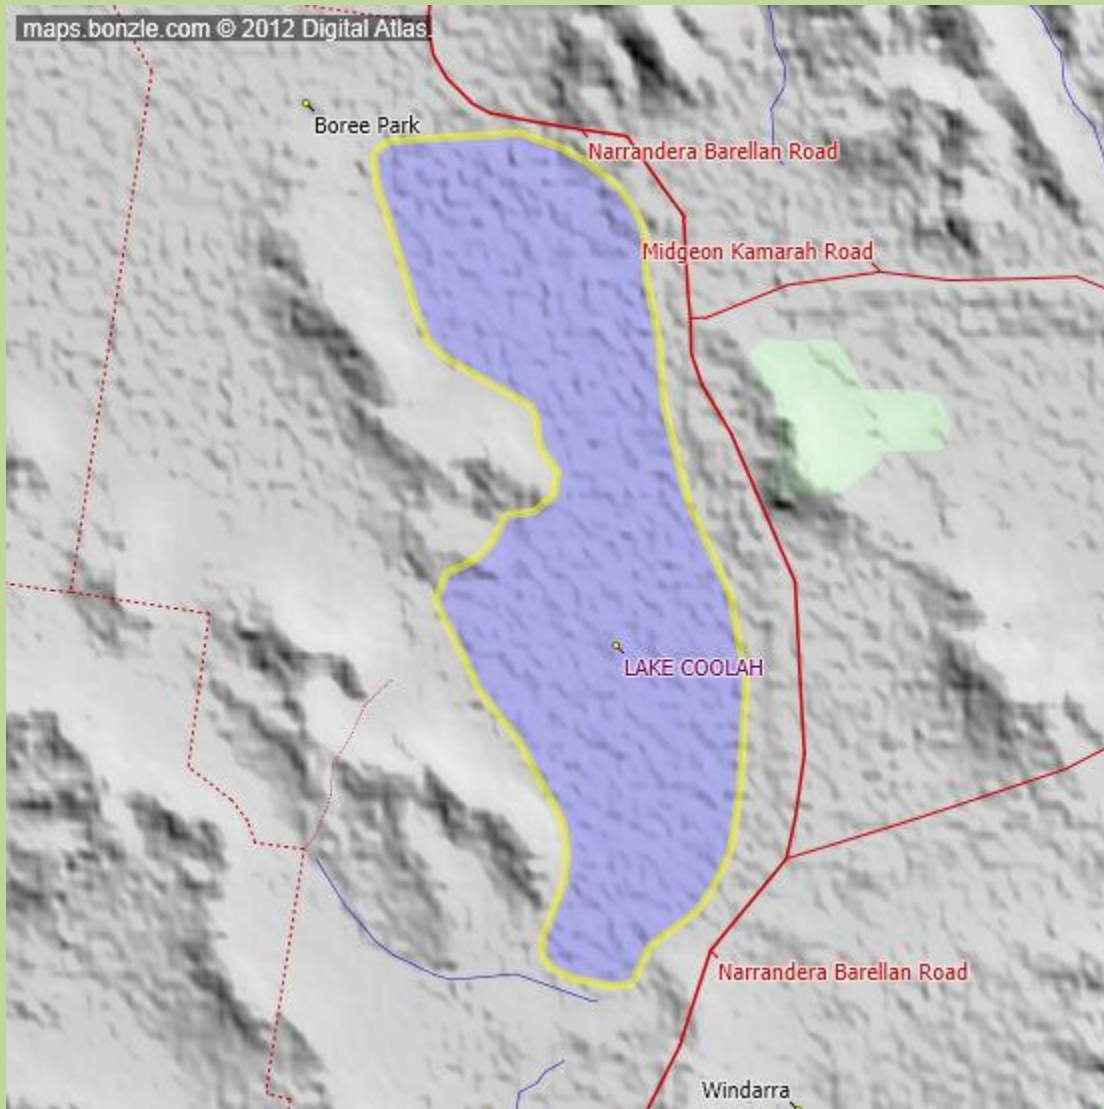 maps.bonzle.com © 2012 Digital Atlas
Boree Park
Narrandera Barellan Road
Midgeon Kamarah Road
LAKE COOLAH
Narrandera Barellan Road
Windarra